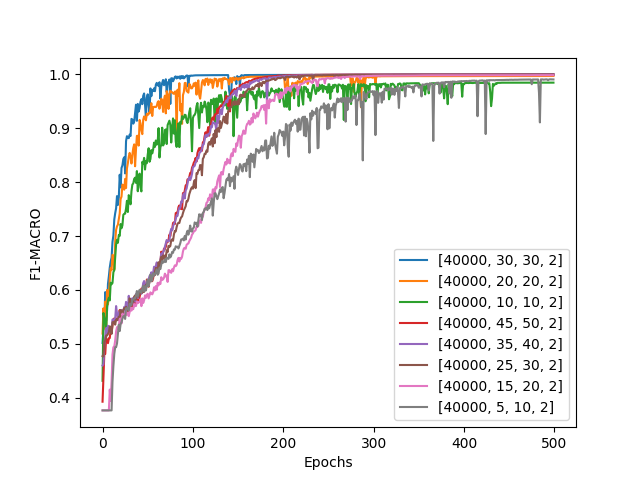 1.0
0.9
0.8
0.7
0.6
0.5
0.4
F1-MACRO
[40000, 30, 30, 2]
[40000, 20, 20, 2]
[40000, 10, 10, 2]
[40000, 45, 50, 2]
[40000, 35, 40, 2]
[40000, 25, 30, 2]
[40000, 15, 20, 2]
[40000, 5, 10, 2]
0 100 200 300 400 500
Epochs